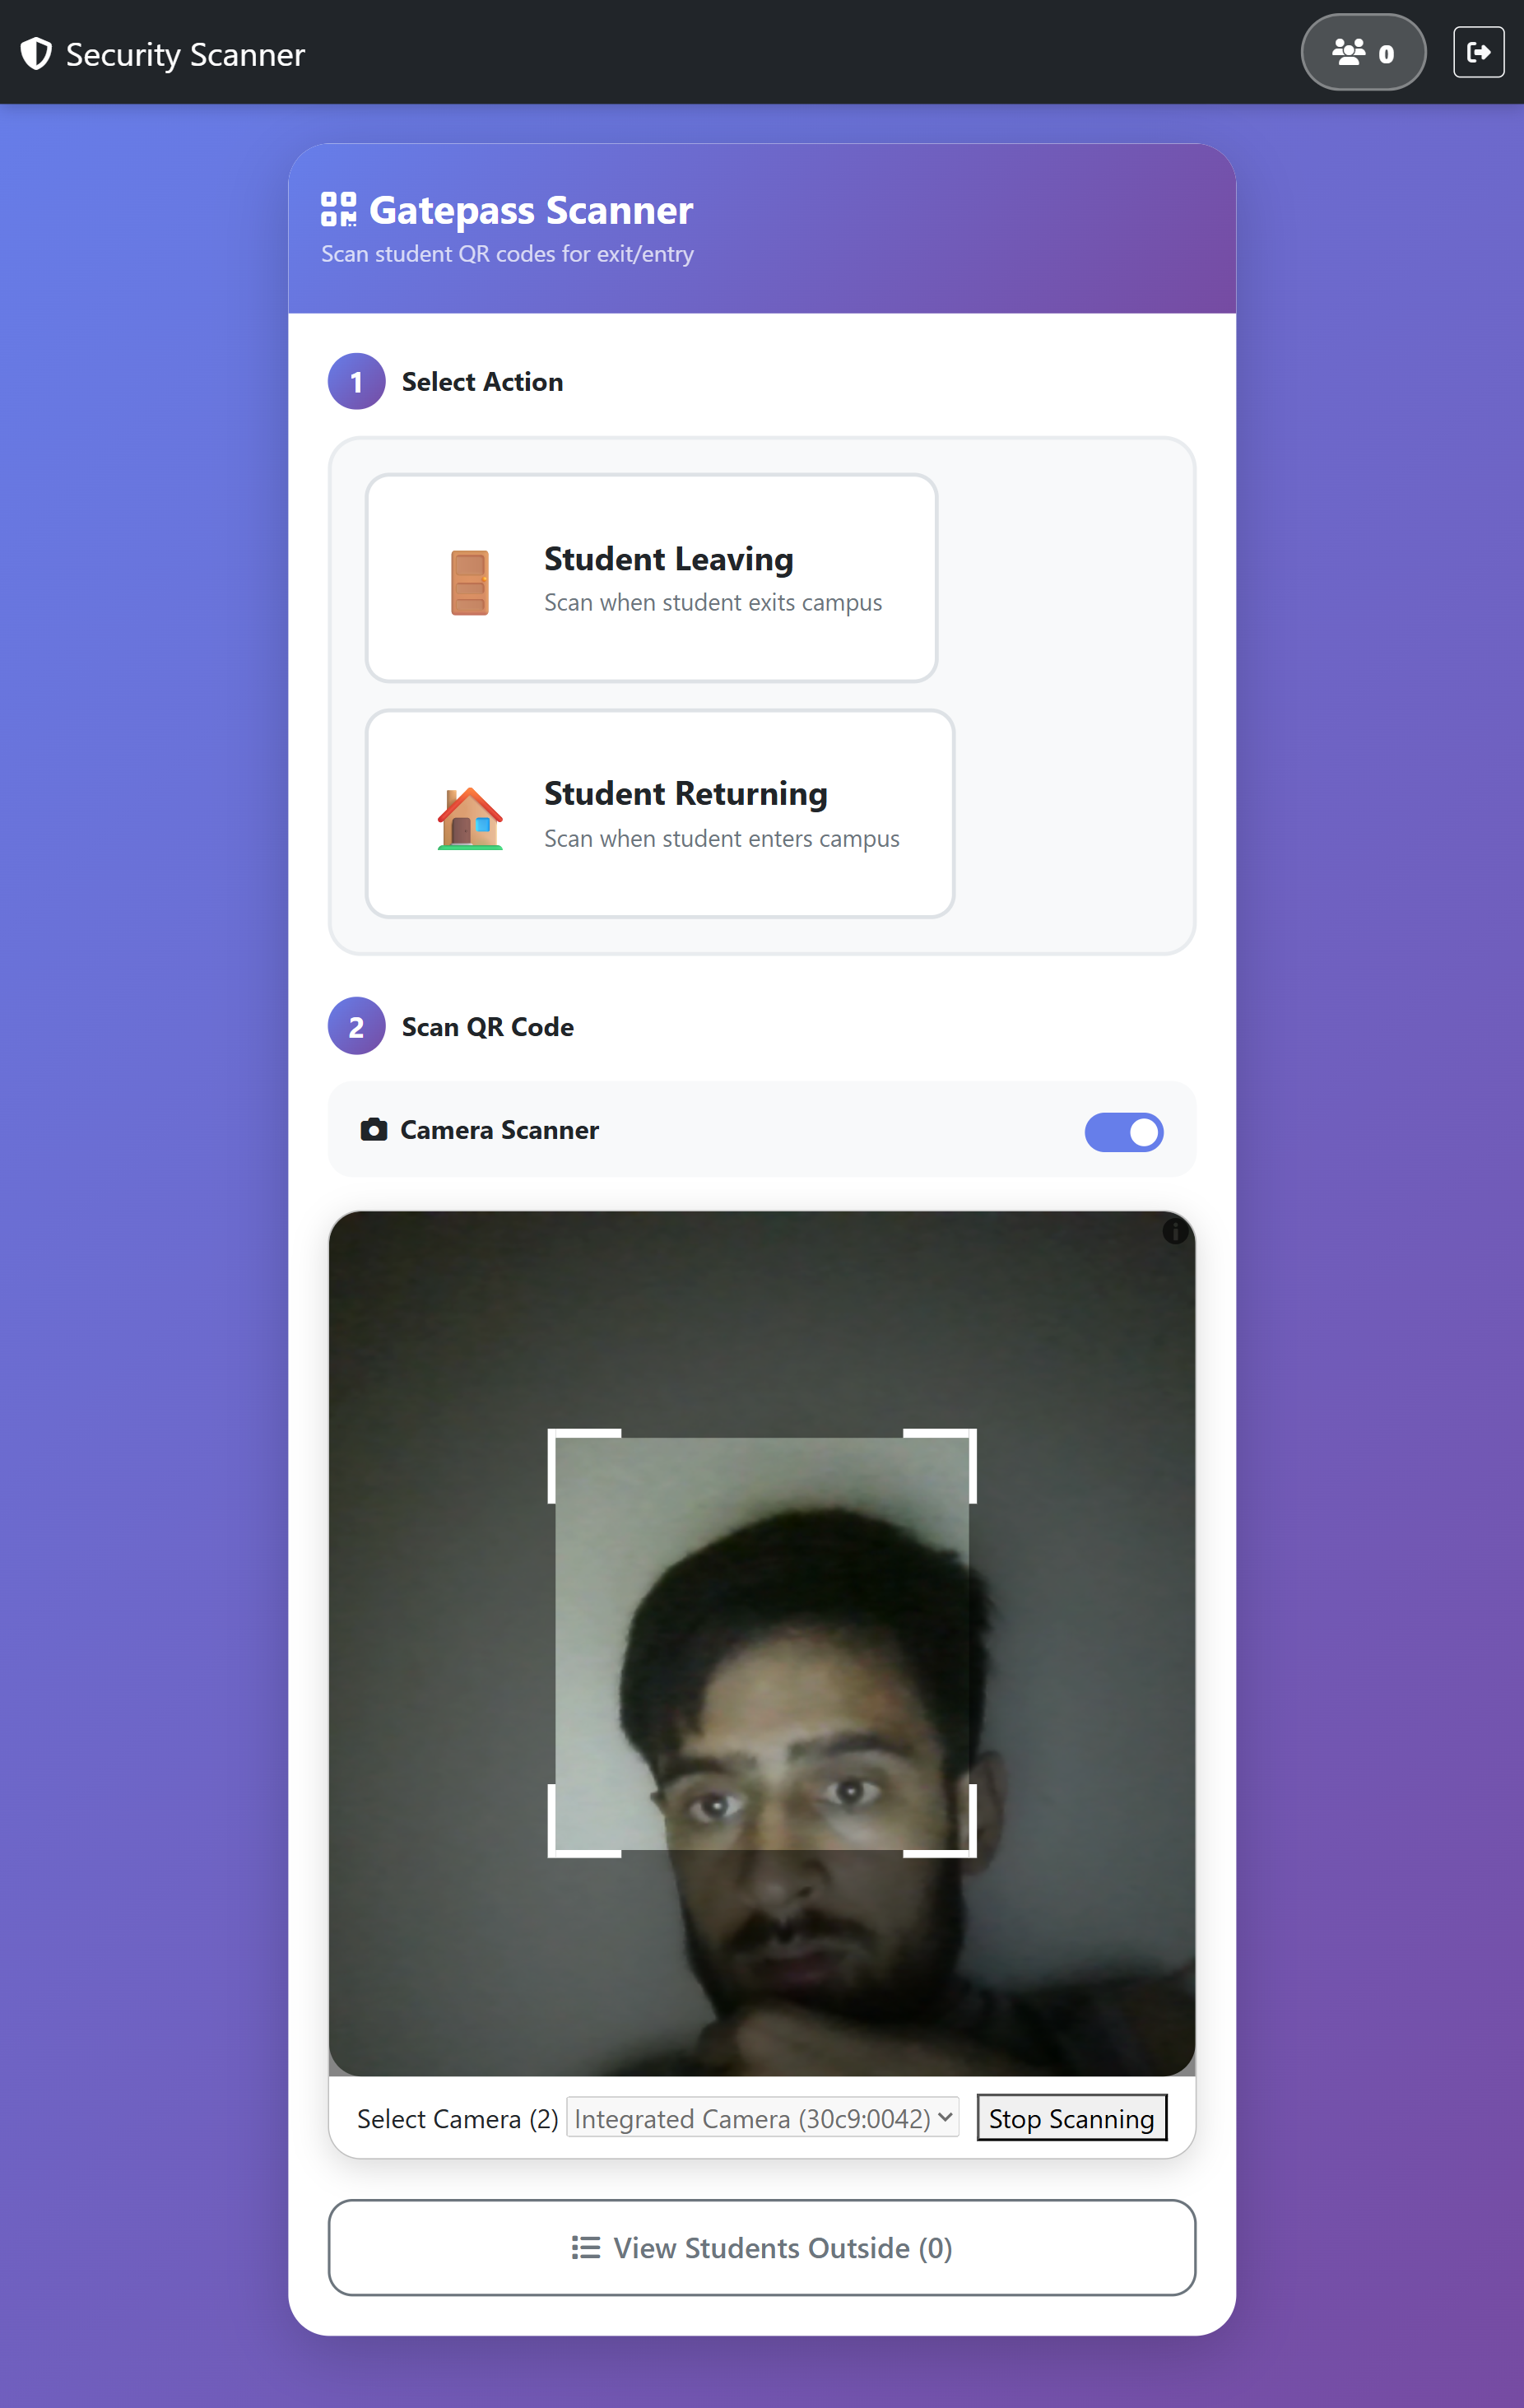 Security Scanner
0
Gatepass Scanner
Scan student QR codes for exit/entry
1 Select Action
Student Leaving
Scan when student exits campus
Student Returning
Scan when student enters campus
2 Scan QR Code
Camera Scanner
Select Camera (2) Integrated Camera (30c9:0042) Stop Scanning
View Students Outside (0)